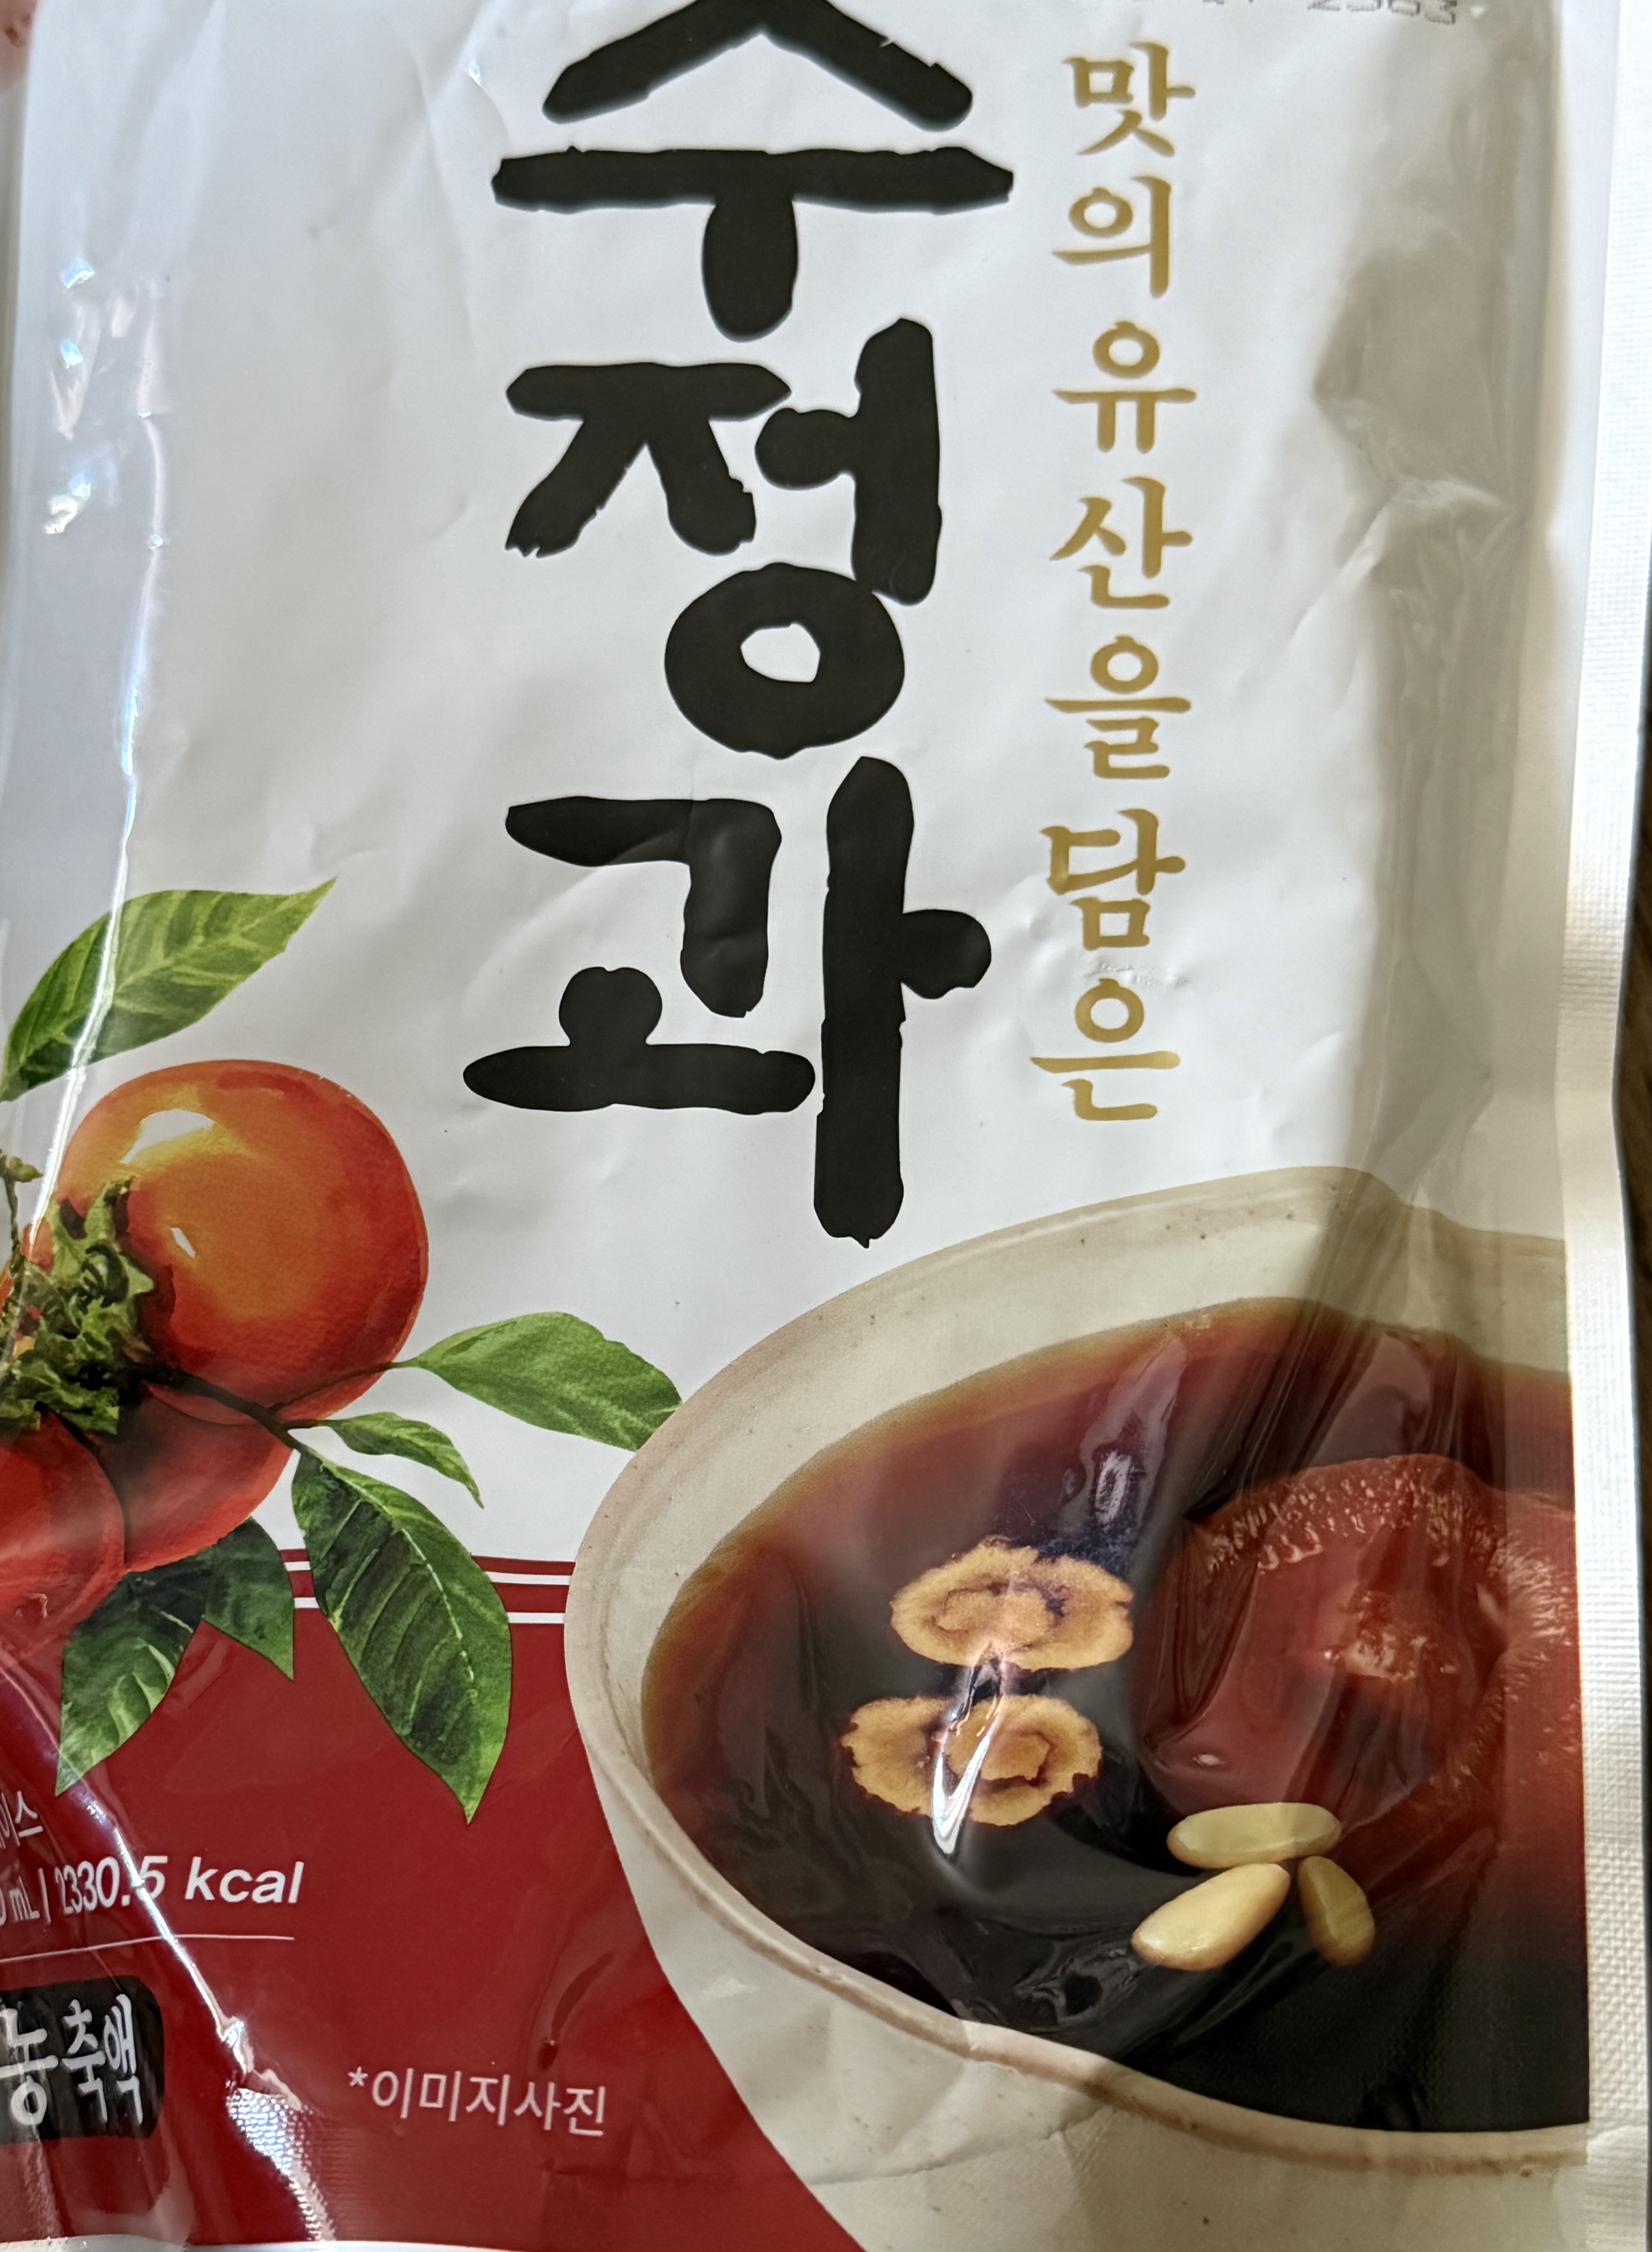 맛의 유산을 담은
수정과
2330.5 kcal
농축액
*이미지사진